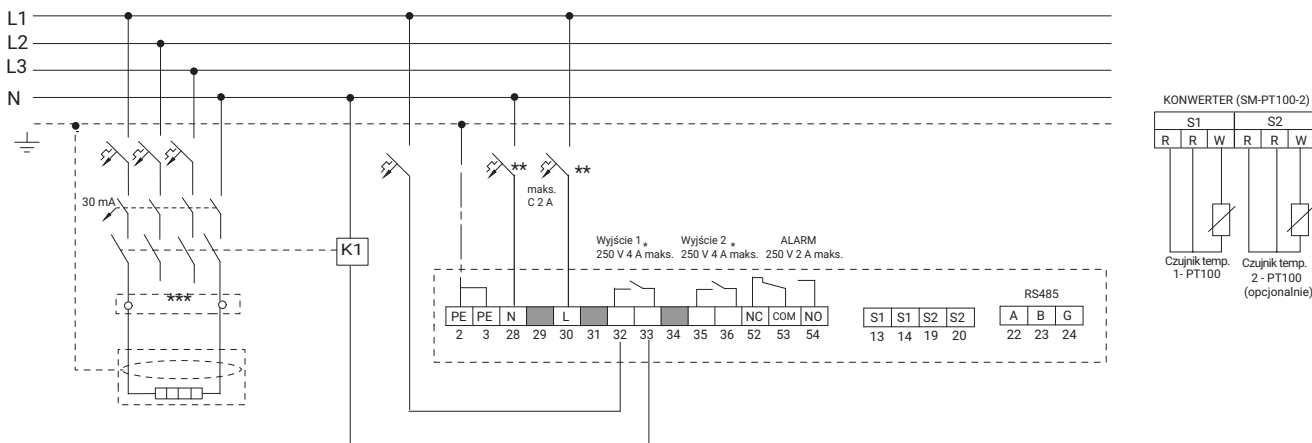 L1
L2
L3
N
30 mA
***
K1
**
maks.
C 2 A
**
Wyjście 1 *
250 V 4 A maks.
Wyjście 2 *
250 V 4 A maks.
ALARM
250 V 2 A maks.
PE PE N L NC COM NO
2 3 28 29 30 31 32 33 34 35 36 52 53 54
S1 S1 S2 S2
13 14 19 20
RS485
A B G
22 23 24
KONWERTER (SM-PT100-2)
S1 S2
R R W R R W
Czujnik temp.
1- PT100
Czujnik temp.
2 - PT100
(opcjonalnie)